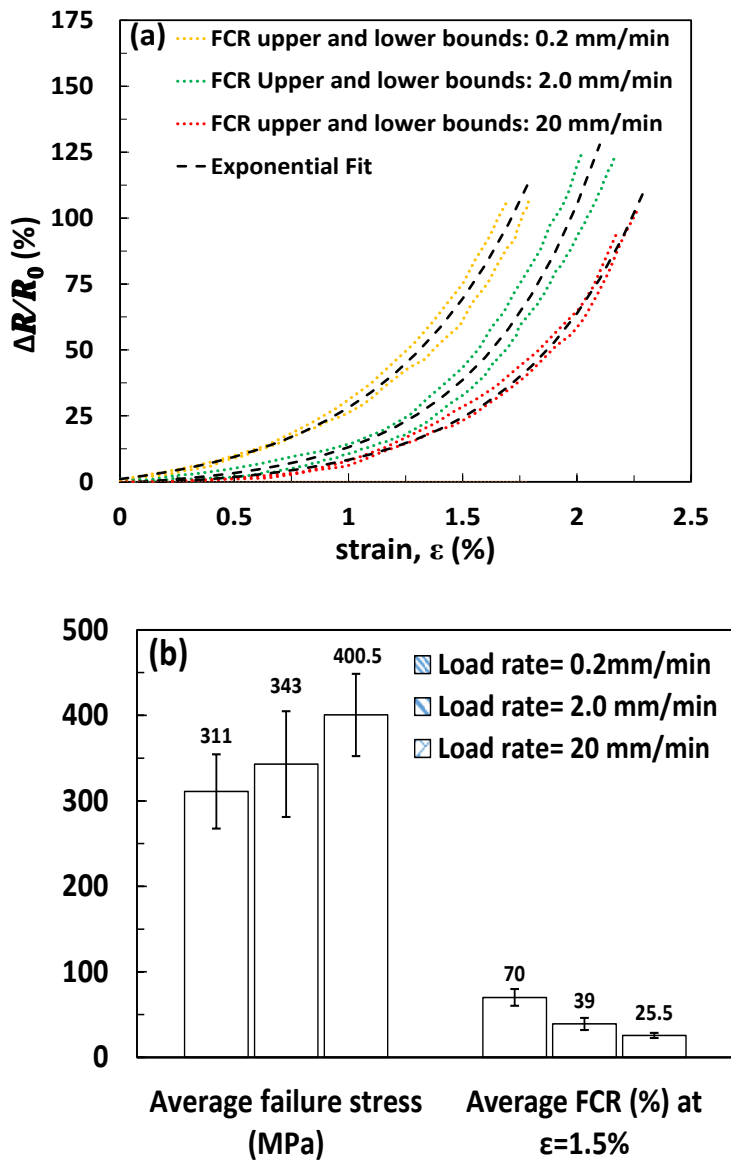 (a)
FCR upper and lower bounds: 0.2 mm/min
FCR Upper and lower bounds: 2.0 mm/min
FCR upper and lower bounds: 20 mm/min
Exponential Fit
175
150
125
100
75
50
25
0
ΔR/R0 (%)
0 0.5 1 1.5 2 2.5
strain, ε (%)
(b)
Load rate= 0.2mm/min
Load rate= 2.0 mm/min
Load rate= 20 mm/min
500
400
300
200
100
0
311
343
400.5
70
39
25.5
Average failure stress
(MPa)
Average FCR (%) at
ε=1.5%